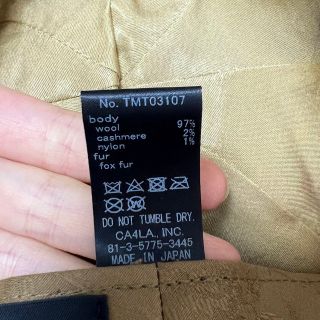 No. TMT03107
body
wool 97%
cashmere 2%
nylon 1%
fur
fox fur
DO NOT TUMBLE DRY.
CA4LA., INC.
81-3-5775-3445
MADE IN JAPAN